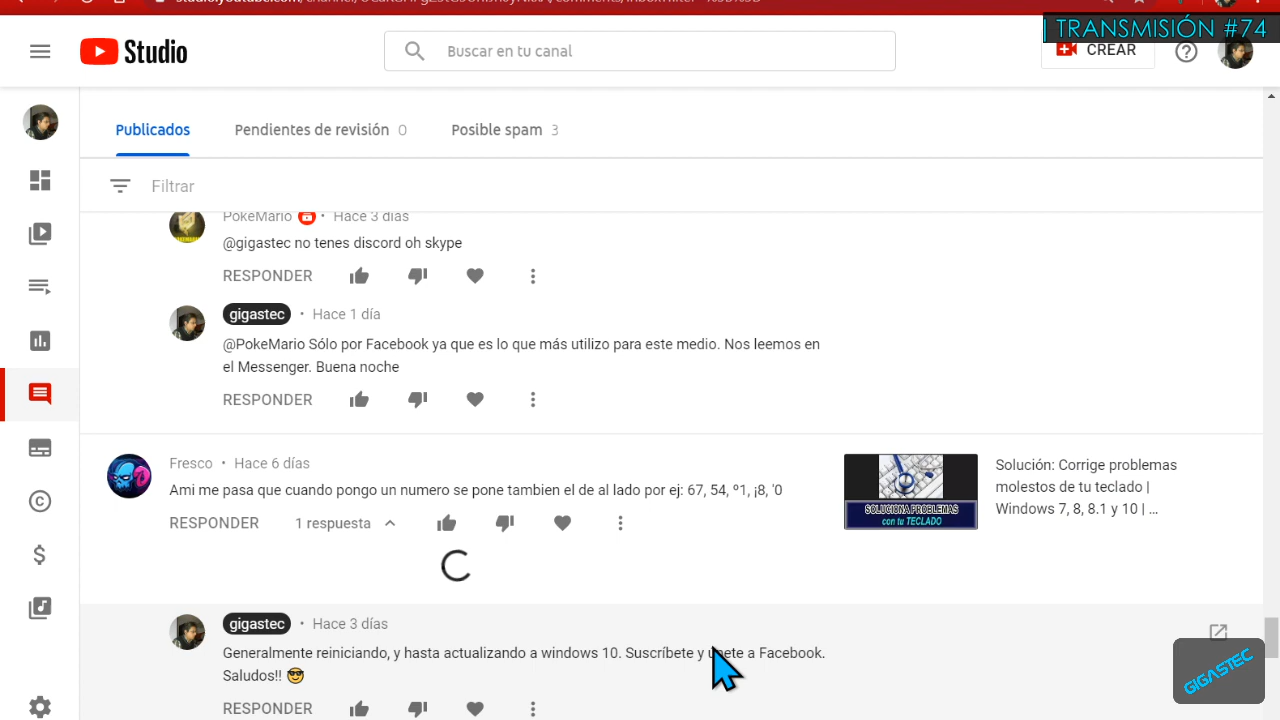 | TRANSMISIÓN #74
Studio
Buscar en tu canal
CREAR
Publicados
Pendientes de revisión 0
Posible spam 3
Filtrar
PokeMario • Hace 3 días
@gigastec no tenes discord oh skype
RESPONDER
gigastec • Hace 1 día
@PokeMario Sólo por Facebook ya que es lo que más utilizo para este medio. Nos leemos en
el Messenger. Buena noche
RESPONDER
Fresco • Hace 6 días
Ami me pasa que cuando pongo un numero se pone tambien el de al lado por ej: 67, 54, º1, ¡8, '0
RESPONDER 1 respuesta
SOLUCIONA PROBLEMAS
con tu TECLADO
Solución: Corrige problemas
molestos de tu teclado |
Windows 7, 8, 8.1 y 10 | ...
gigastec • Hace 3 días
Generalmente reiniciando, y hasta actualizando a windows 10. Suscríbete y únete a Facebook.
Saludos!! 😎
RESPONDER
GIGASTEC